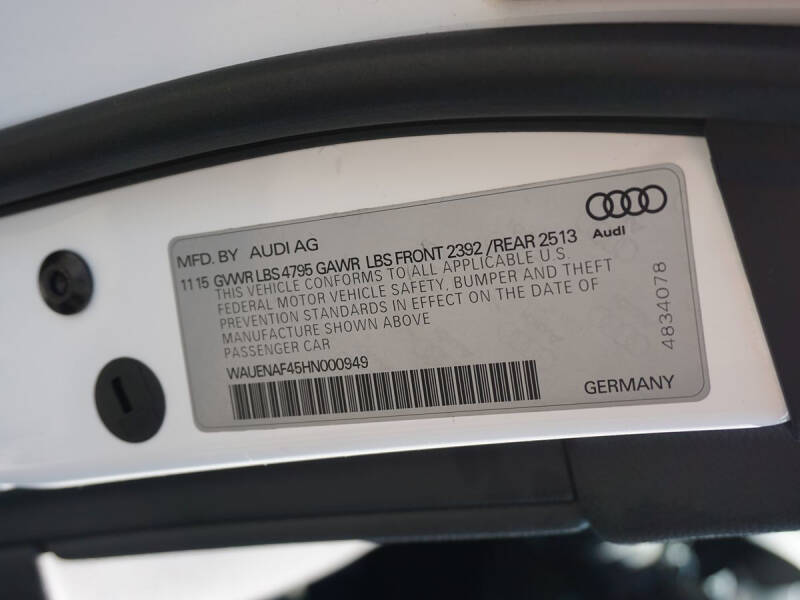 MFD. BY AUDI AG
Audi
11 15 GVWR LBS 4795 GAWR LBS FRONT 2392 / REAR 2513
THIS VEHICLE CONFORMS TO ALL APPLICABLE U.S.
FEDERAL MOTOR VEHICLE SAFETY, BUMPER AND THEFT
PREVENTION STANDARDS IN EFFECT ON THE DATE OF
MANUFACTURE SHOWN ABOVE
PASSENGER CAR
WAUENAF45HN000949
GERMANY
4834078